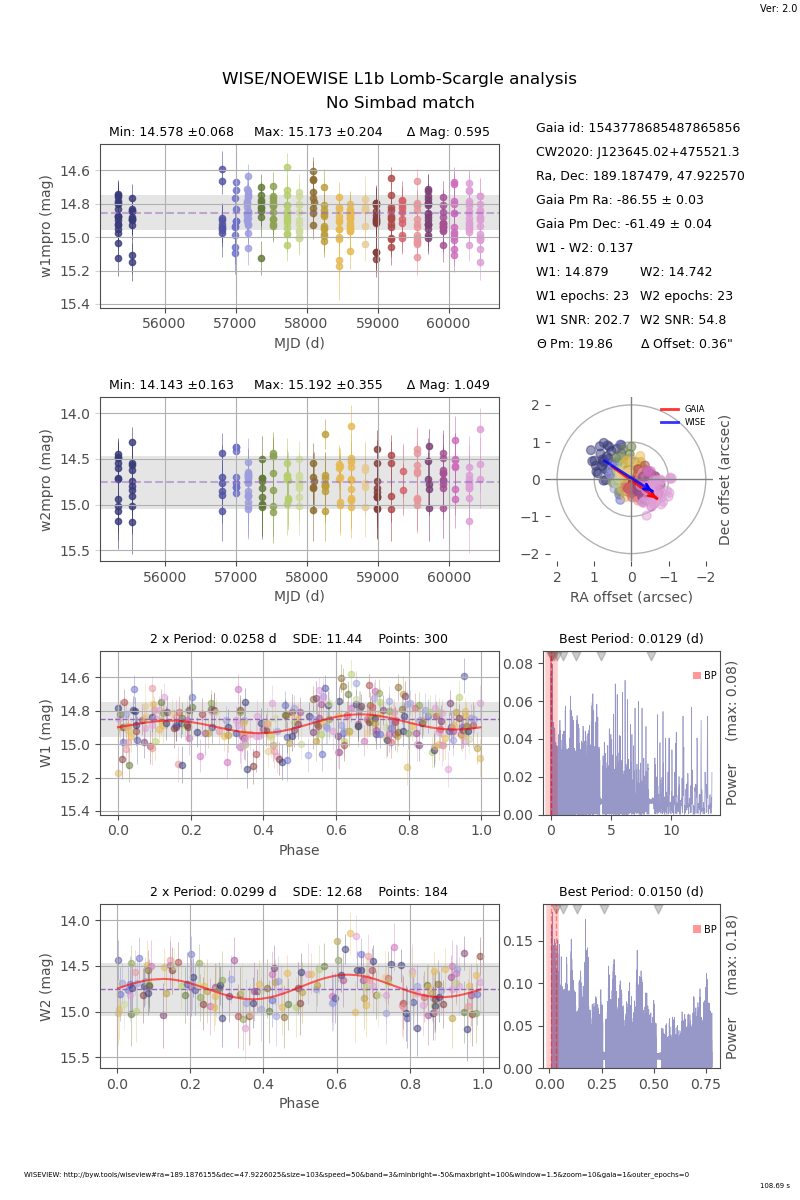 Ver: 2.0
WISE/NOEWISE L1b Lomb-Scargle analysis
No Simbad match
Min: 14.578 ±0.068 Max: 15.173 ±0.204 Δ Mag: 0.595
14.6
14.8
15.0
15.2
15.4
w1mpro (mag)
56000 57000 58000 59000 60000
MJD (d)
Gaia id: 1543778685487865856
CW2020: J123645.02+475521.3
Ra, Dec: 189.187479, 47.922570
Gaia Pm Ra: -86.55 ± 0.03
Gaia Pm Dec: -61.49 ± 0.04
W1 - W2: 0.137
W1: 14.879 W2: 14.742
W1 epochs: 23 W2 epochs: 23
W1 SNR: 202.7 W2 SNR: 54.8
Θ Pm: 19.86 Δ Offset: 0.36"
Min: 14.143 ±0.163 Max: 15.192 ±0.355 Δ Mag: 1.049
14.0
14.5
15.0
15.5
w2mpro (mag)
56000 57000 58000 59000 60000
MJD (d)
GAIA
WISE
2
1
0
−1
−2
Dec offset (arcsec)
2 1 0 −1 −2
RA offset (arcsec)
2 x Period: 0.0258 d SDE: 11.44 Points: 300
14.6
14.8
15.0
15.2
15.4
W1 (mag)
0.0 0.2 0.4 0.6 0.8 1.0
Phase
Best Period: 0.0129 (d)
BP
0.08
0.06
0.04
0.02
0.00
Power (max: 0.08)
0 5 10
2 x Period: 0.0299 d SDE: 12.68 Points: 184
14.0
14.5
15.0
15.5
W2 (mag)
0.0 0.2 0.4 0.6 0.8 1.0
Phase
Best Period: 0.0150 (d)
BP
0.15
0.10
0.05
0.00
Power (max: 0.18)
0.00 0.25 0.50 0.75
WISEVIEW: http://byw.tools/wiseview#ra=189.1876155&dec=47.9226025&size=103&speed=50&band=3&minbright=-50&maxbright=100&window=1.5&zoom=10&gaia=1&outer_epochs=0
108.69 s